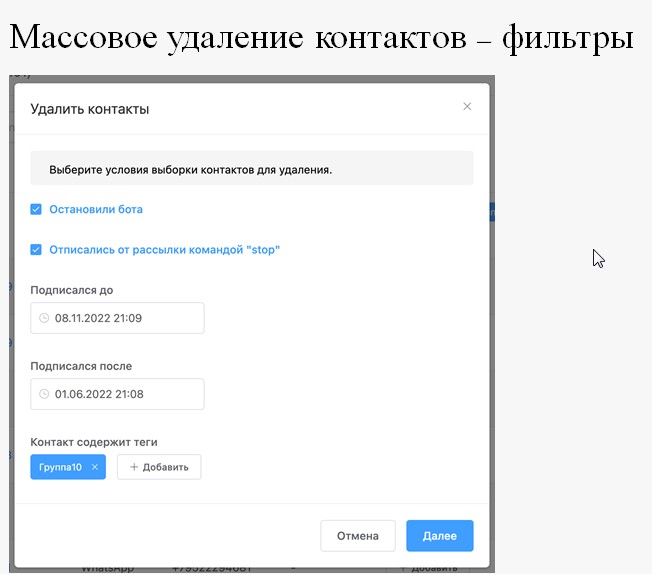 Массовое удаление контактов – фильтры
Удалить контакты
Выберите условия выборки контактов для удаления.
Остановили бота
Отписались от рассылки командой "stop"
Подписался до
08.11.2022 21:09
Подписался после
01.06.2022 21:08
Контакт содержит теги
Группа10 × + Добавить
Отмена Далее
WhatsApp + Добавить